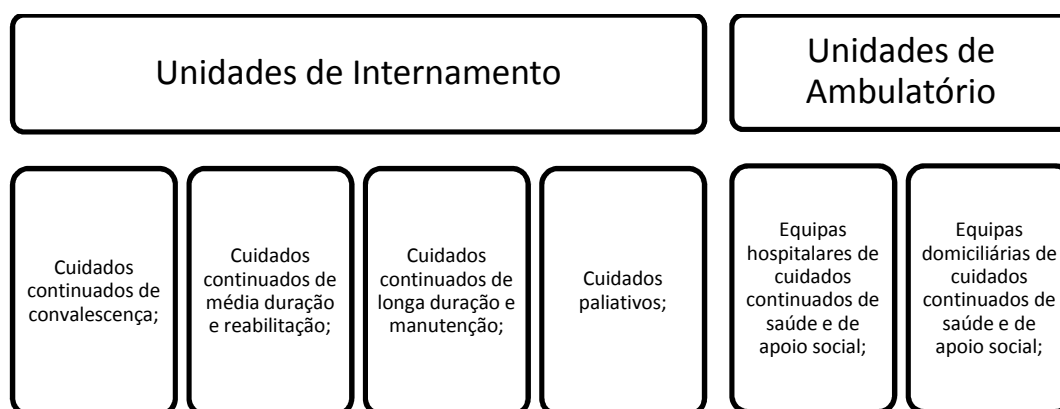 Unidades de Internamento
Unidades de
Ambulatório
Cuidados
continuados de
convalescença;
Cuidados
continuados de
média duração
e reabilitação;
Cuidados
continuados de
longa duração e
manutenção;
Cuidados
paliativos;
Equipas
hospitalares de
cuidados
continuados de
saúde e de
apoio social;
Equipas
domiciliárias de
cuidados
continuados de
saúde e de
apoio social;